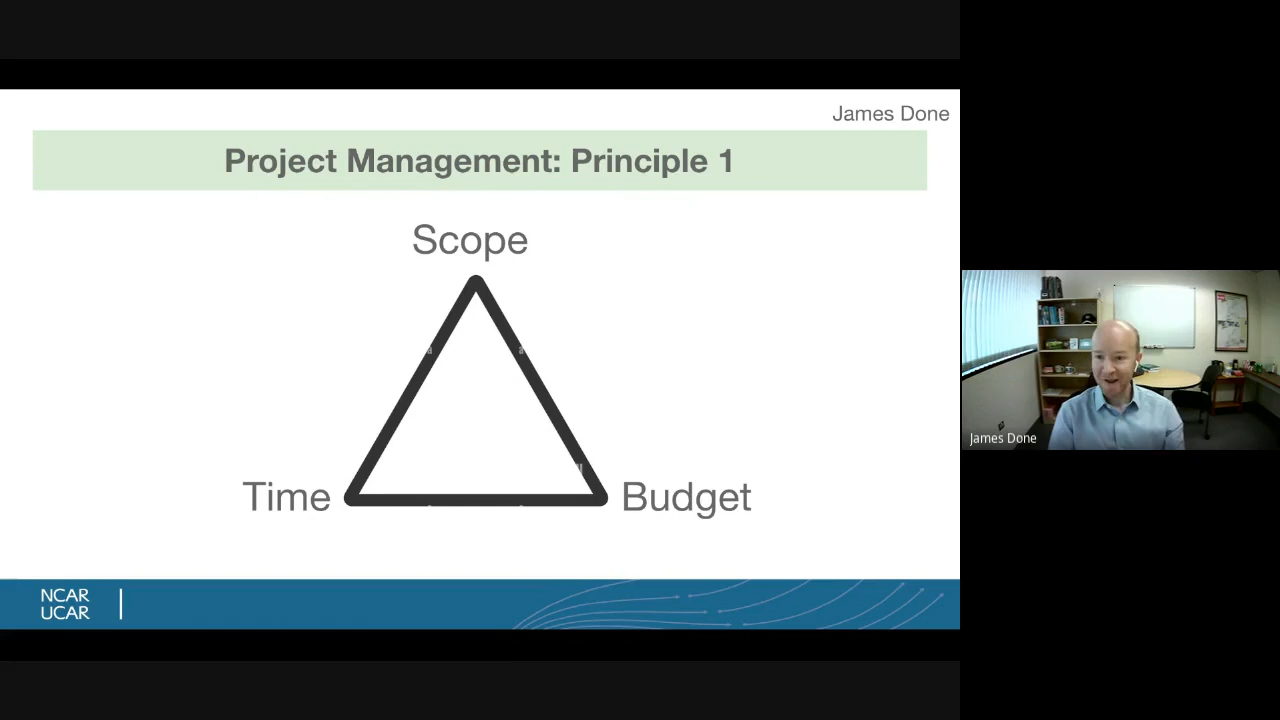 James Done
Project Management: Principle 1
Scope
Time
Budget
NCAR
UCAR
James Done